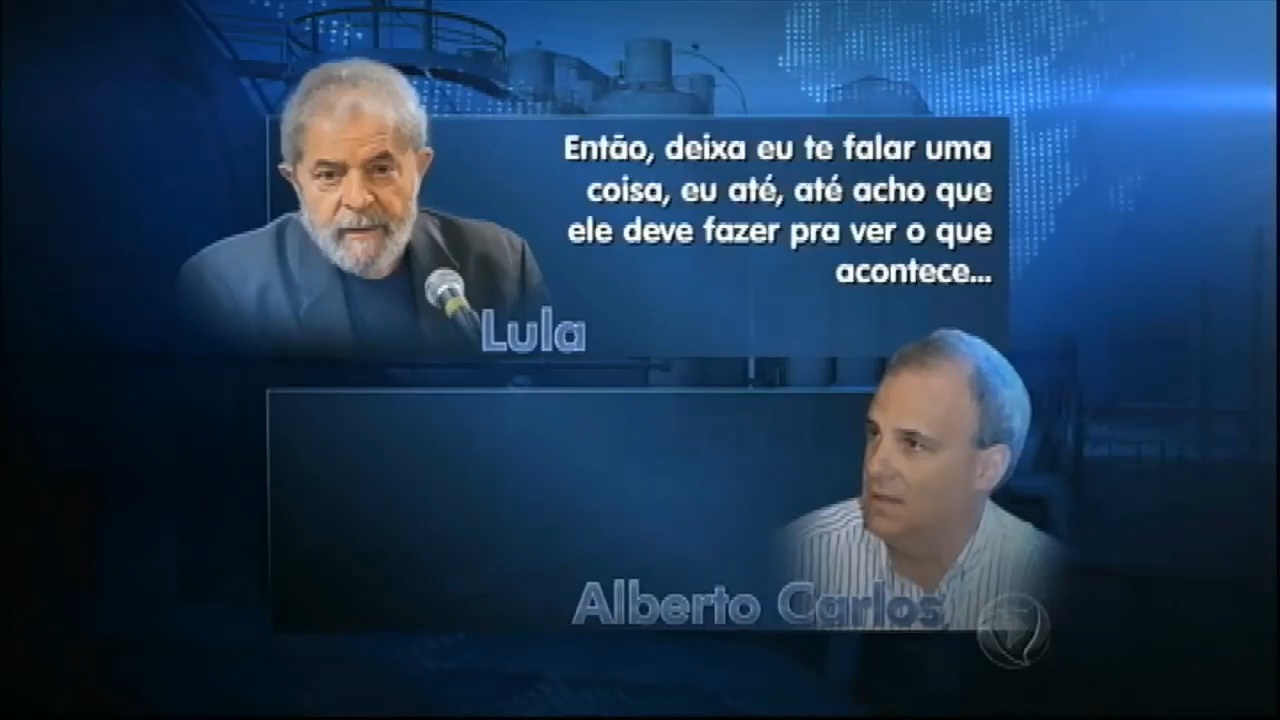 Então, deixa eu te falar uma
coisa, eu até, até acho que
ele deve fazer pra ver o que
acontece...
Lula
Alberto Carlos